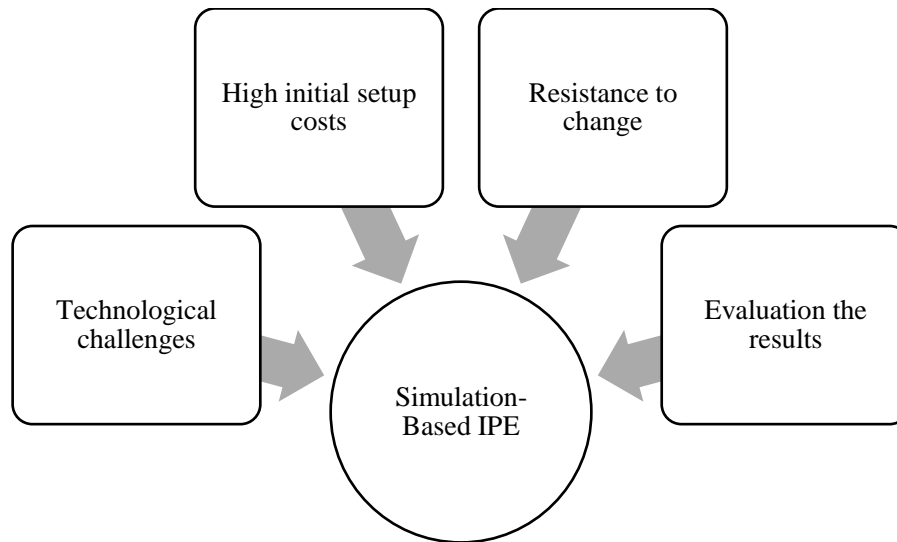 High initial setup
costs
Resistance to
change
Technological
challenges
Evaluation the
results
Simulation-
Based IPE